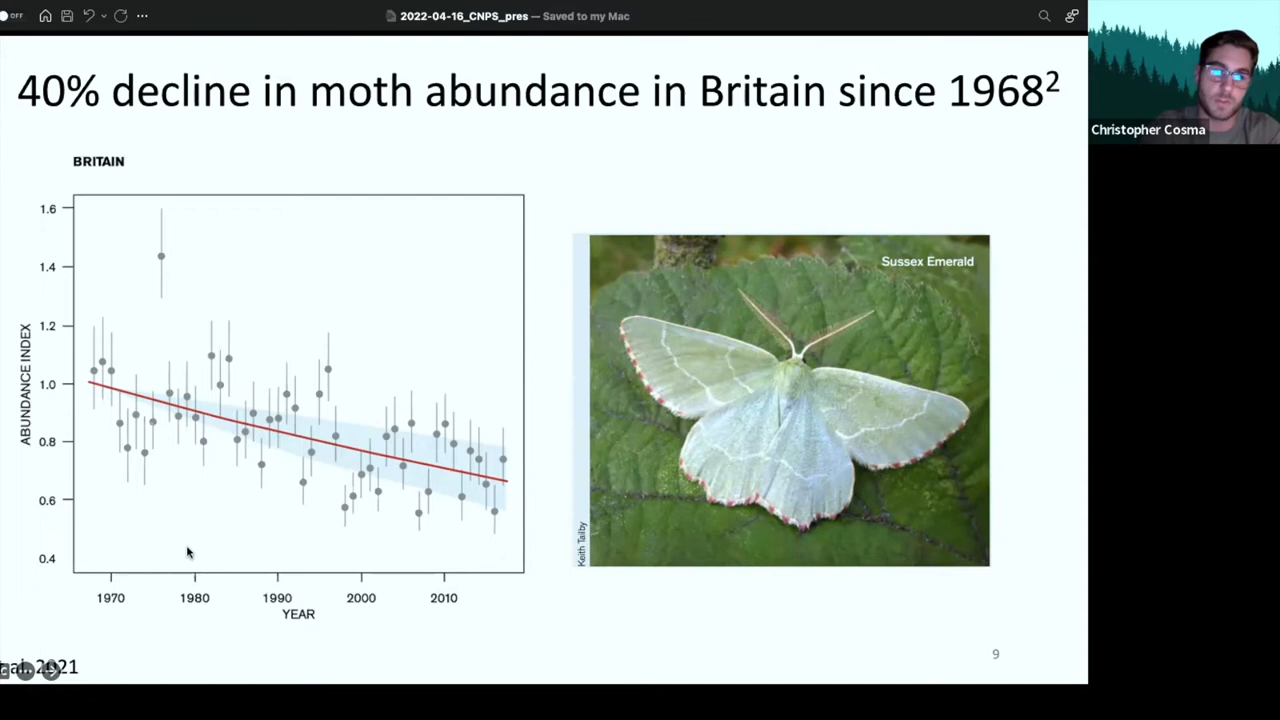 OFF
2022-04-16_CNPS_pres — Saved to my Mac
40% decline in moth abundance in Britain since 1968²
Christopher Cosma
BRITAIN
1.6
1.4
1.2
1.0
0.8
0.6
0.4
ABUNDANCE INDEX
1970 1980 1990 2000 2010
YEAR
Sussex Emerald
Keith Tailby
9
al. 2021